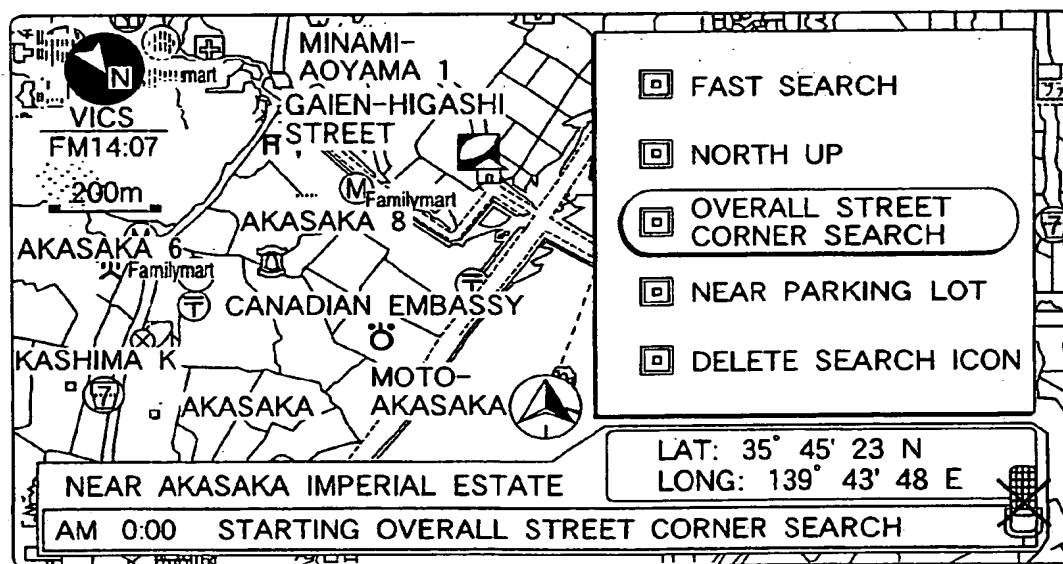 MINAMI-
AOYAMA 1
GAIEN-HIGASHI
STREET
N
mart
VICS
FM14:07
200m
H
M
Familymart
AKASAKA 8
AKASAKA 6
Familymart
CANADIAN EMBASSY
KASHIMA K
7
AKASAKA
MOTO-
AKASAKA
FAST SEARCH
NORTH UP
OVERALL STREET
CORNER SEARCH
NEAR PARKING LOT
DELETE SEARCH ICON
7
LAT: 35° 45' 23 N
LONG: 139° 43' 48 E
NEAR AKASAKA IMPERIAL ESTATE
AM 0:00 STARTING OVERALL STREET CORNER SEARCH